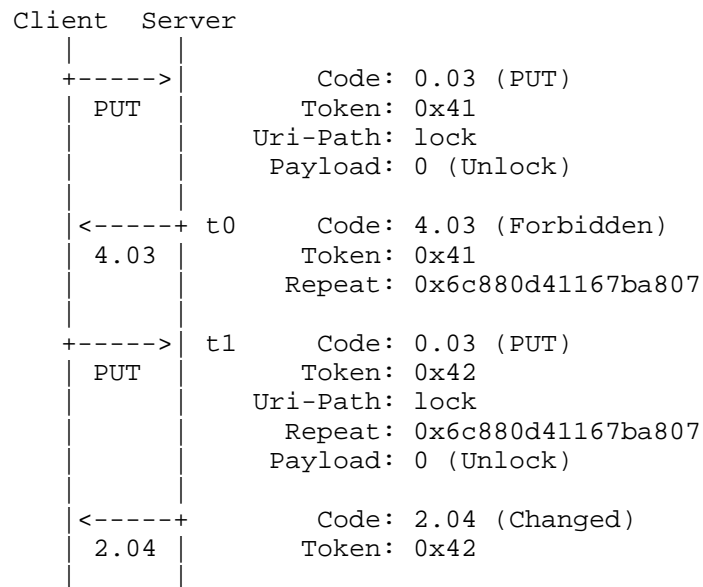 Client  Server
   |      |
   +----->|        Code: 0.03 (PUT)
   | PUT  |       Token: 0x41
   |      |    Uri-Path: lock
   |      |     Payload: 0 (Unlock)
   |      |
   |<-----+ t0     Code: 4.03 (Forbidden)
   | 4.03 |       Token: 0x41
   |      |      Repeat: 0x6c880d41167ba807
   |      |
   +----->| t1     Code: 0.03 (PUT)
   | PUT  |       Token: 0x42
   |      |    Uri-Path: lock
   |      |      Repeat: 0x6c880d41167ba807
   |      |     Payload: 0 (Unlock)
   |      |
   |<-----+        Code: 2.04 (Changed)
   | 2.04 |       Token: 0x42
   |      |